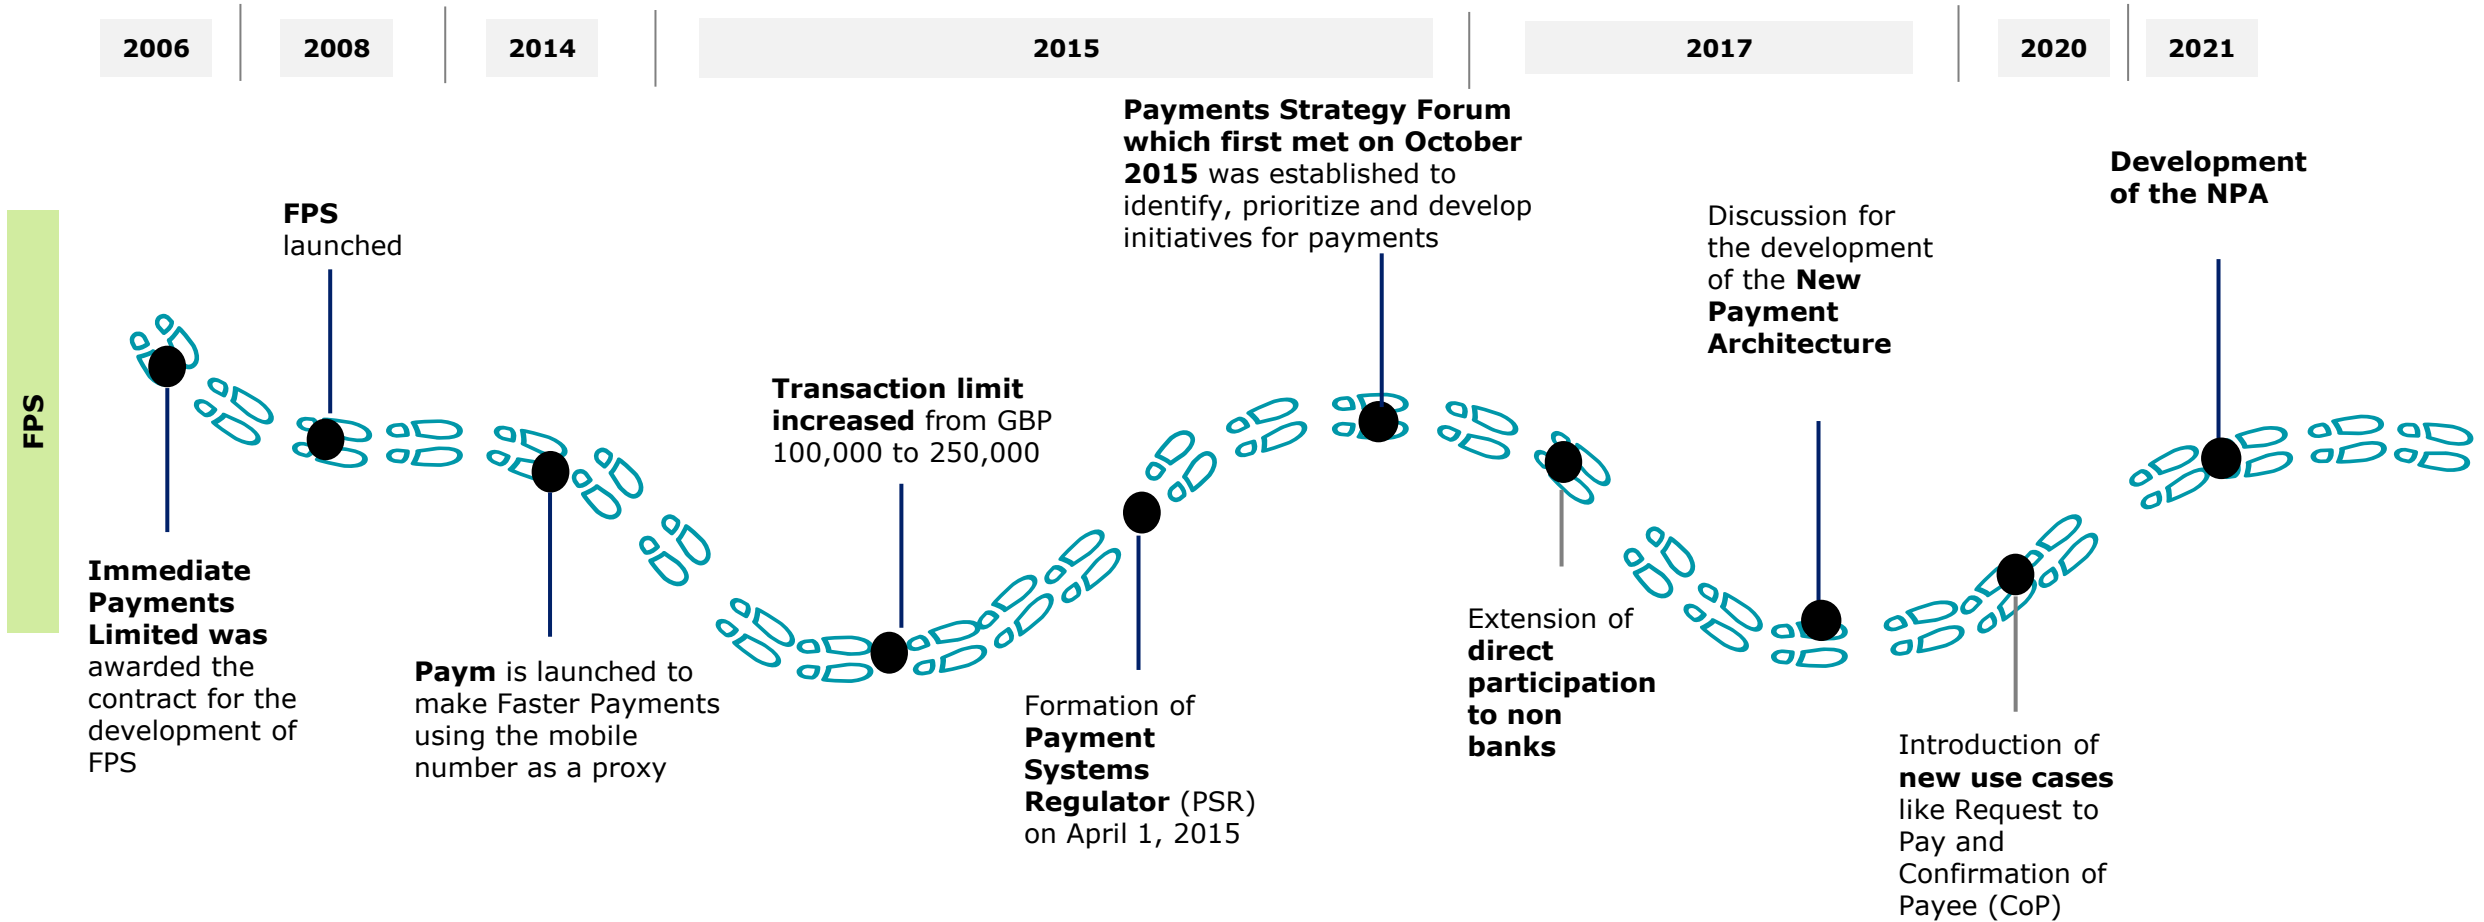 2006
2008
2014
2015
2017
2020
2021
FPS
Immediate
Payments
Limited was
awarded the
contract for the
development of
FPS
FPS
launched
Paym is launched to
make Faster Payments
using the mobile
number as a proxy
Transaction limit
increased from GBP
100,000 to 250,000
Formation of
Payment
Systems
Regulator (PSR)
on April 1, 2015
Payments Strategy Forum
which first met on October
2015 was established to
identify, prioritize and develop
initiatives for payments
Extension of
direct
participation
to non
banks
Discussion for
the development
of the New
Payment
Architecture
Introduction of
new use cases
like Request to
Pay and
Confirmation of
Payee (CoP)
Development
of the NPA